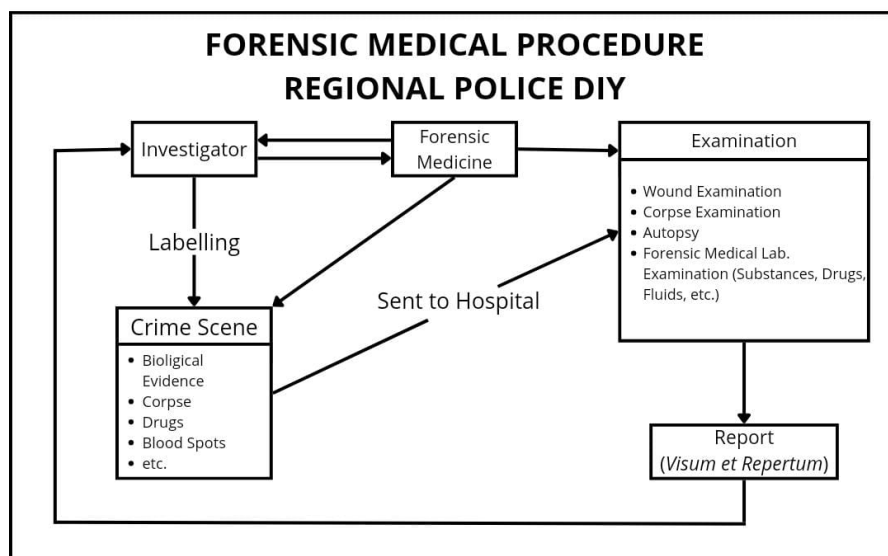 FORENSIC MEDICAL PROCEDURE
REGIONAL POLICE DIY
Investigator
Forensic
Medicine
Examination
• Wound Examination
• Corpse Examination
• Autopsy
• Forensic Medical Lab.
Examination (Substances, Drugs,
Fluids, etc.)
Labelling
Sent to Hospital
Crime Scene
• Bioligical
Evidence
• Corpse
• Drugs
• Blood Spots
• etc.
Report
(Visum et Repertum)